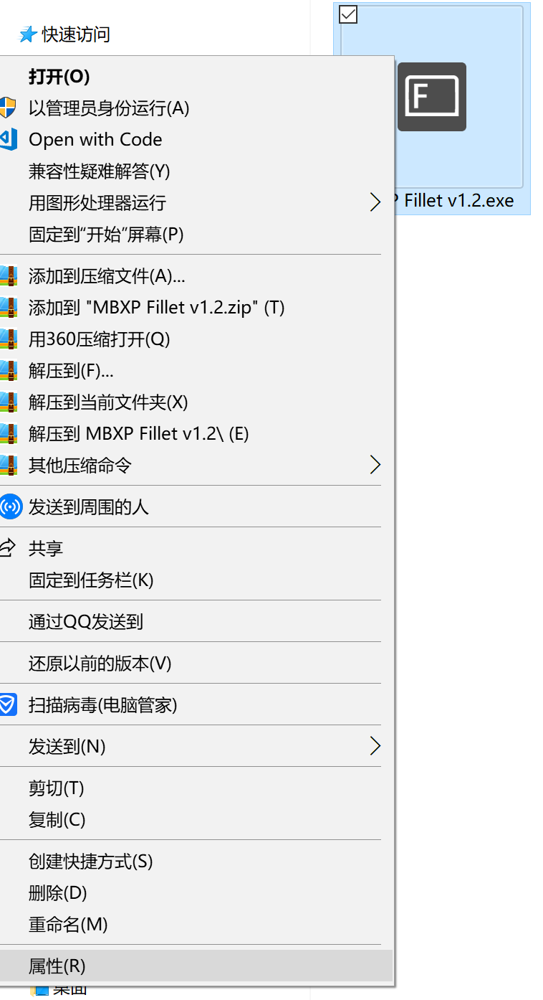 快速访问
打开(O)
以管理员身份运行(A)
Open with Code
兼容性疑难解答(Y)
用图形处理器运行
Fillet v1.2.exe
固定到“开始”屏幕(P)
添加到压缩文件(A)...
添加到 "MBXP Fillet v1.2.zip" (T)
用360压缩打开(Q)
解压到(F)...
解压到当前文件夹(X)
解压到 MBXP Fillet v1.2\ (E)
其他压缩命令
发送到周围的人
共享
固定到任务栏(K)
通过QQ发送到
还原以前的版本(V)
扫描病毒(电脑管家)
发送到(N)
剪切(T)
复制(C)
创建快捷方式(S)
删除(D)
重命名(M)
属性(R)
桌面